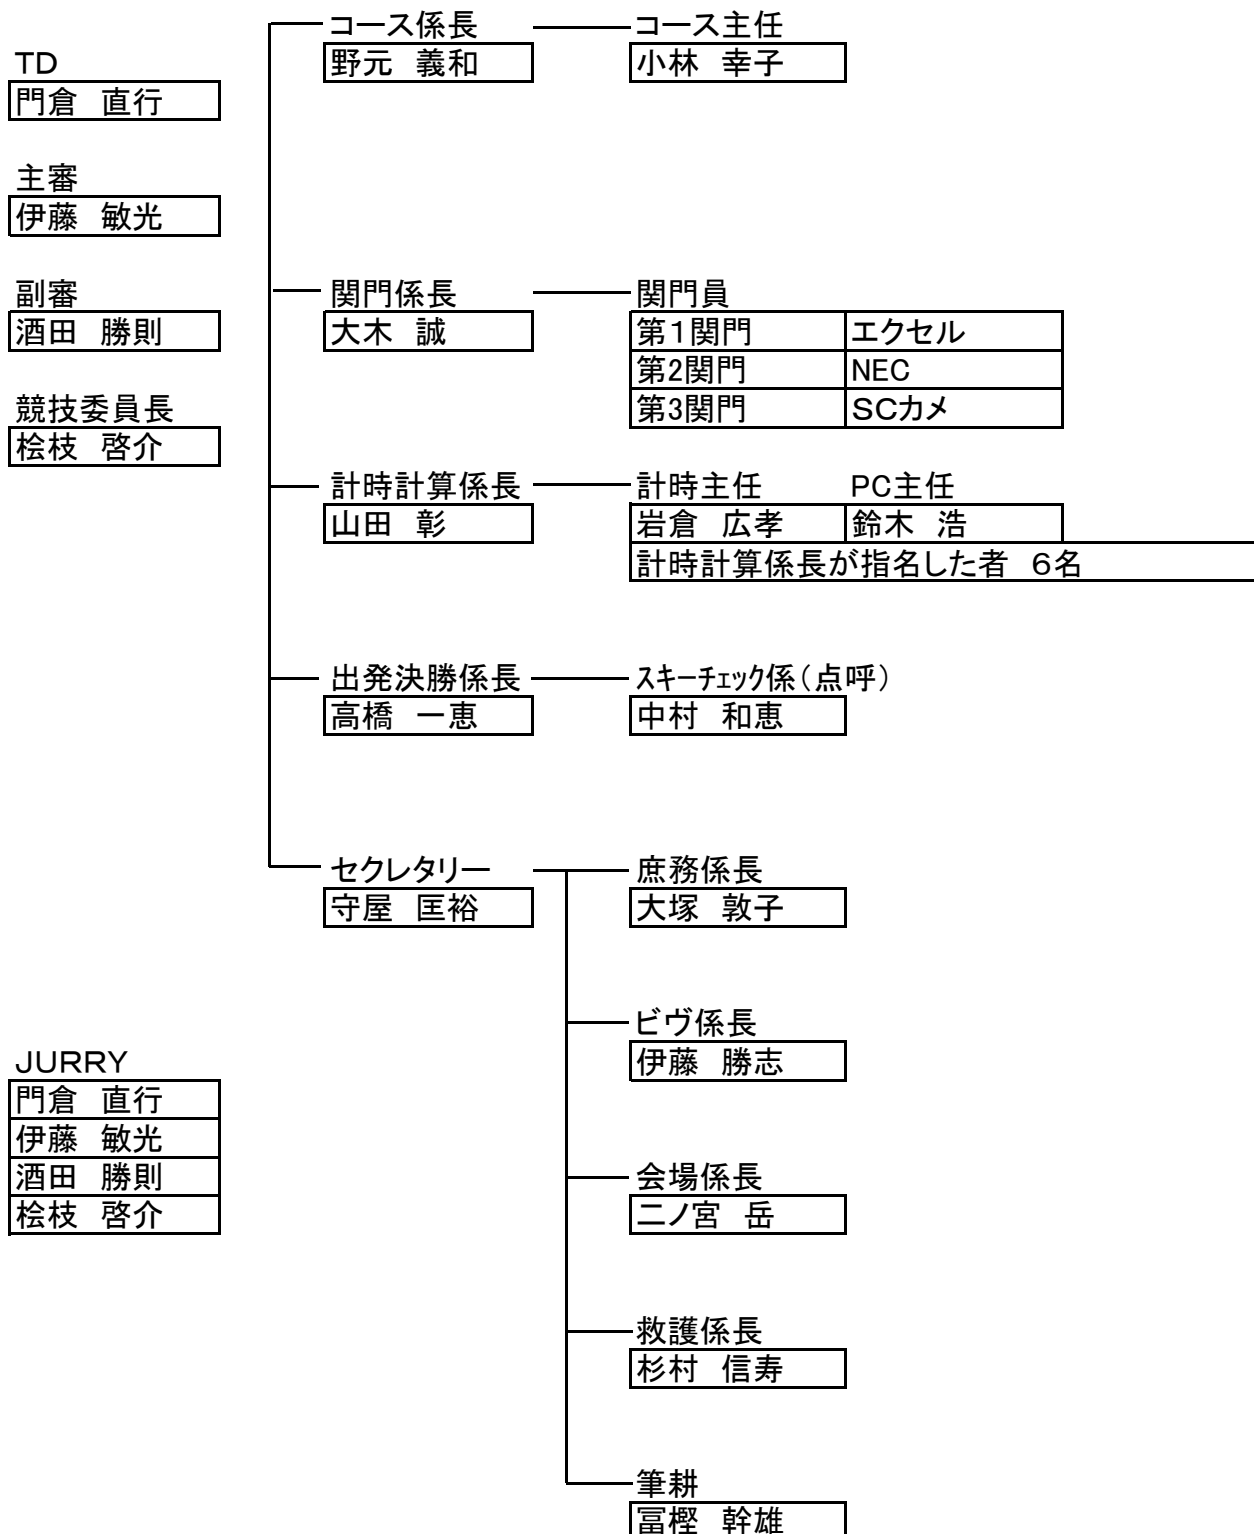 コース係長 コース主任
野元　義和 小林　幸子
TD
門倉　直行
主審
伊藤　敏光
副審
酒田　勝則
競技委員長
桧枝　啓介
関門係長 関門員
大木　誠 第１関門 エクセル
第2関門 NEC
第3関門 SCカメ
計時計算係長 計時主任 PC主任
山田　彰 岩倉　広孝 鈴木　浩
計時計算係長が指名した者　６名
出発決勝係長 ｽｷｰﾁｪｯｸ係（点呼）
高橋　一恵 中村　和恵
セクレタリー 庶務係長
守屋　匡裕 大塚　敦子
ビヴ係長
伊藤　勝志
JURRY
門倉　直行
伊藤　敏光
酒田　勝則
桧枝　啓介
会場係長
二ノ宮　岳
救護係長
杉村　信寿
筆耕
冨樫　幹雄